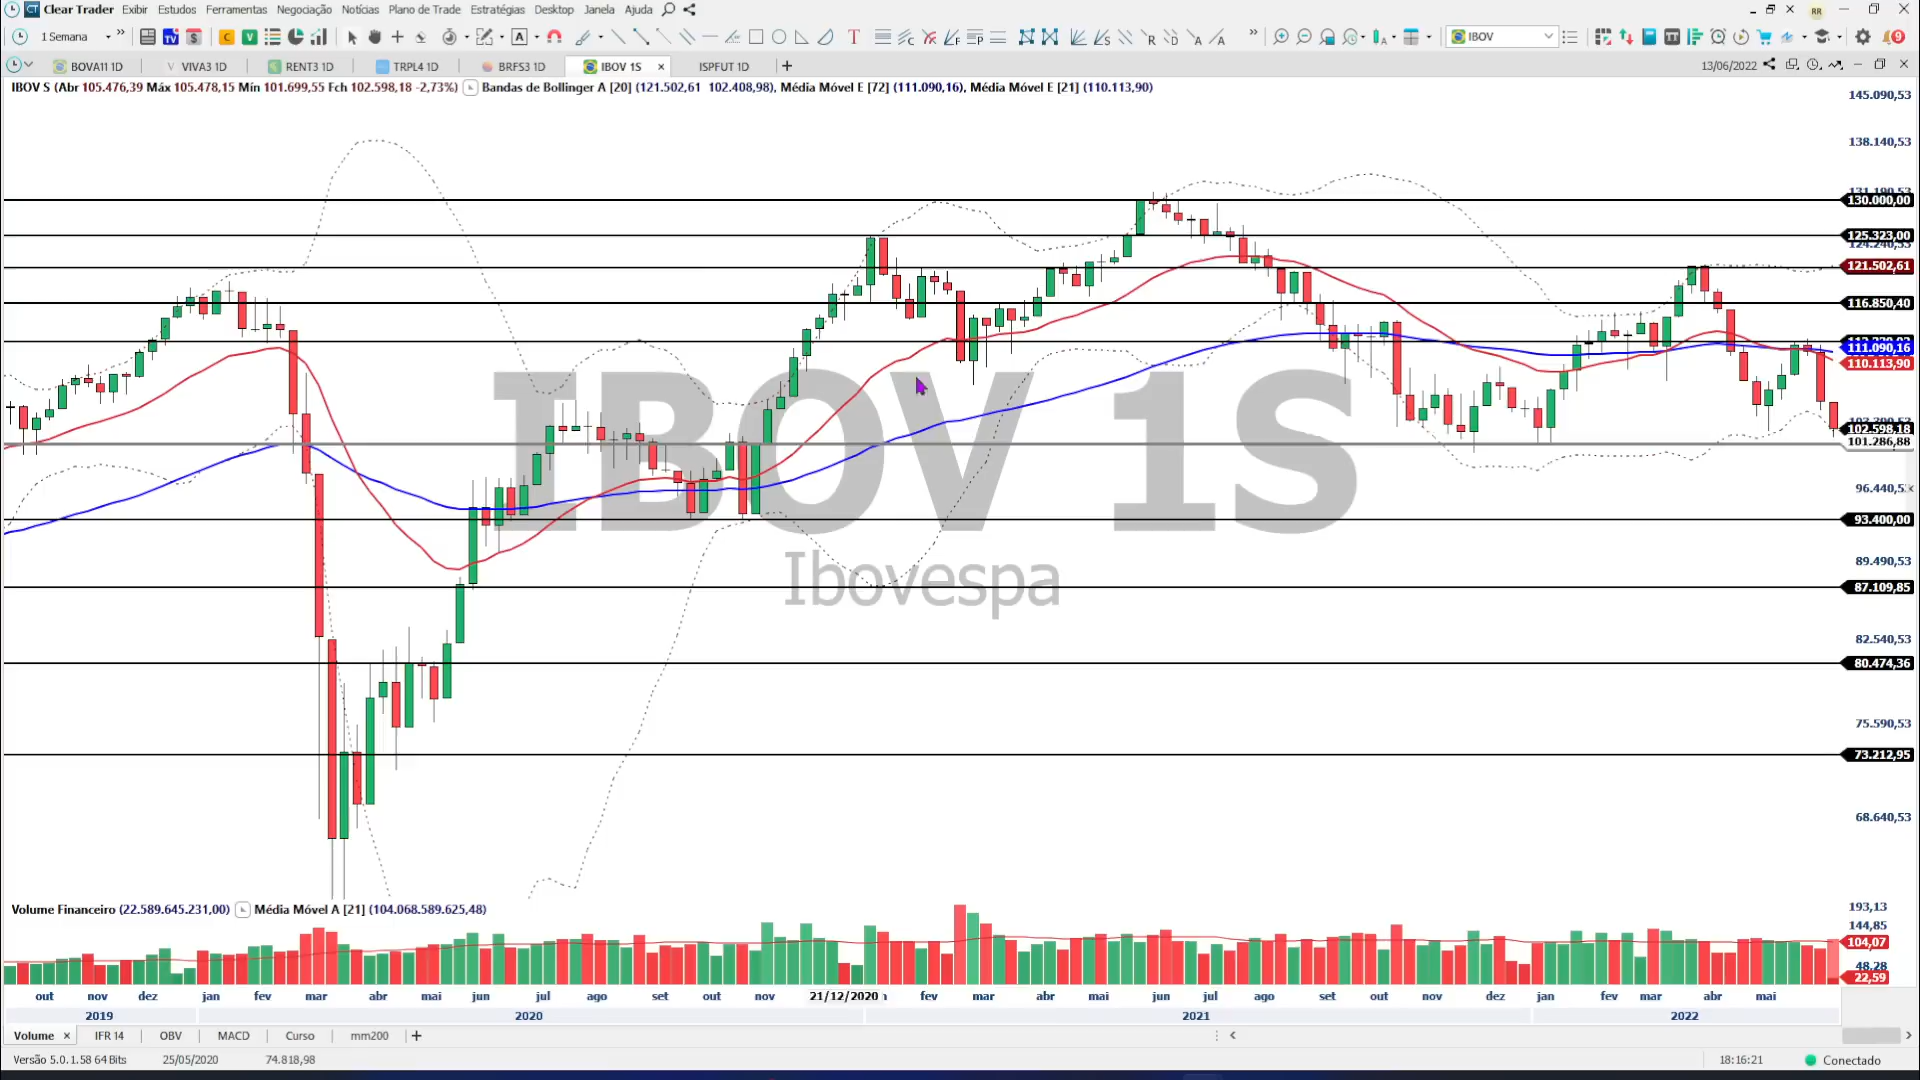 Clear Trader Exibir Estudos Ferramentas Negociação Notícias Plano de Trade Estratégias Desktop Janela Ajuda RR
1 Semana IBOV 9
BOVA11 1D VIVA3 1D RENT3 1D TRPL4 1D BRFS3 1D IBOV 1S x ISPFUT 1D + 13/06/2022
IBOV S (Abr 105.476,39 Máx 105.478,15 Mín 101.699,55 Fch 102.598,18 -2,73%) Bandas de Bollinger A [20] (121.502,61 102.408,98), Média Móvel E [72] (111.090,16), Média Móvel E [21] (110.113,90)
145.090,53
138.140,53
131.190,53
130.000,00
125.323,00
124.240,53
121.502,61
116.850,40
111.090,16
110.113,90
102.598,18
101.286,88
96.440,53
93.400,00
89.490,53
87.109,85
82.540,53
80.474,36
75.590,53
73.212,95
68.640,53
IBOV 1S
Ibovespa
Volume Financeiro (22.589.645.231,00) Média Móvel A [21] (104.068.589.625,48)
193,13
144,85
104,07
48,28
22,59
out nov dez jan fev mar abr mai jun jul ago set out nov 21/12/2020 fev mar abr mai jun jul ago set out nov dez jan fev mar abr mai
2019 2020 2021 2022
Volume x IFR 14 OBV MACD Curso mm200 +
Versão 5.0.1.58 64 Bits 25/05/2020 74.818,98 18:16:21 Conectado